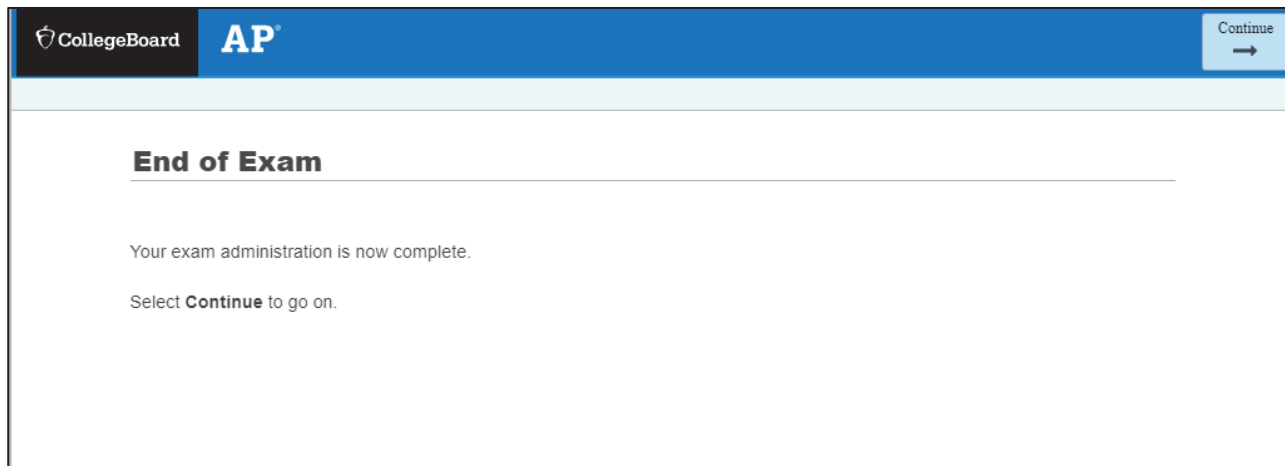 CollegeBoard AP®
Continue
End of Exam
Your exam administration is now complete.
Select Continue to go on.